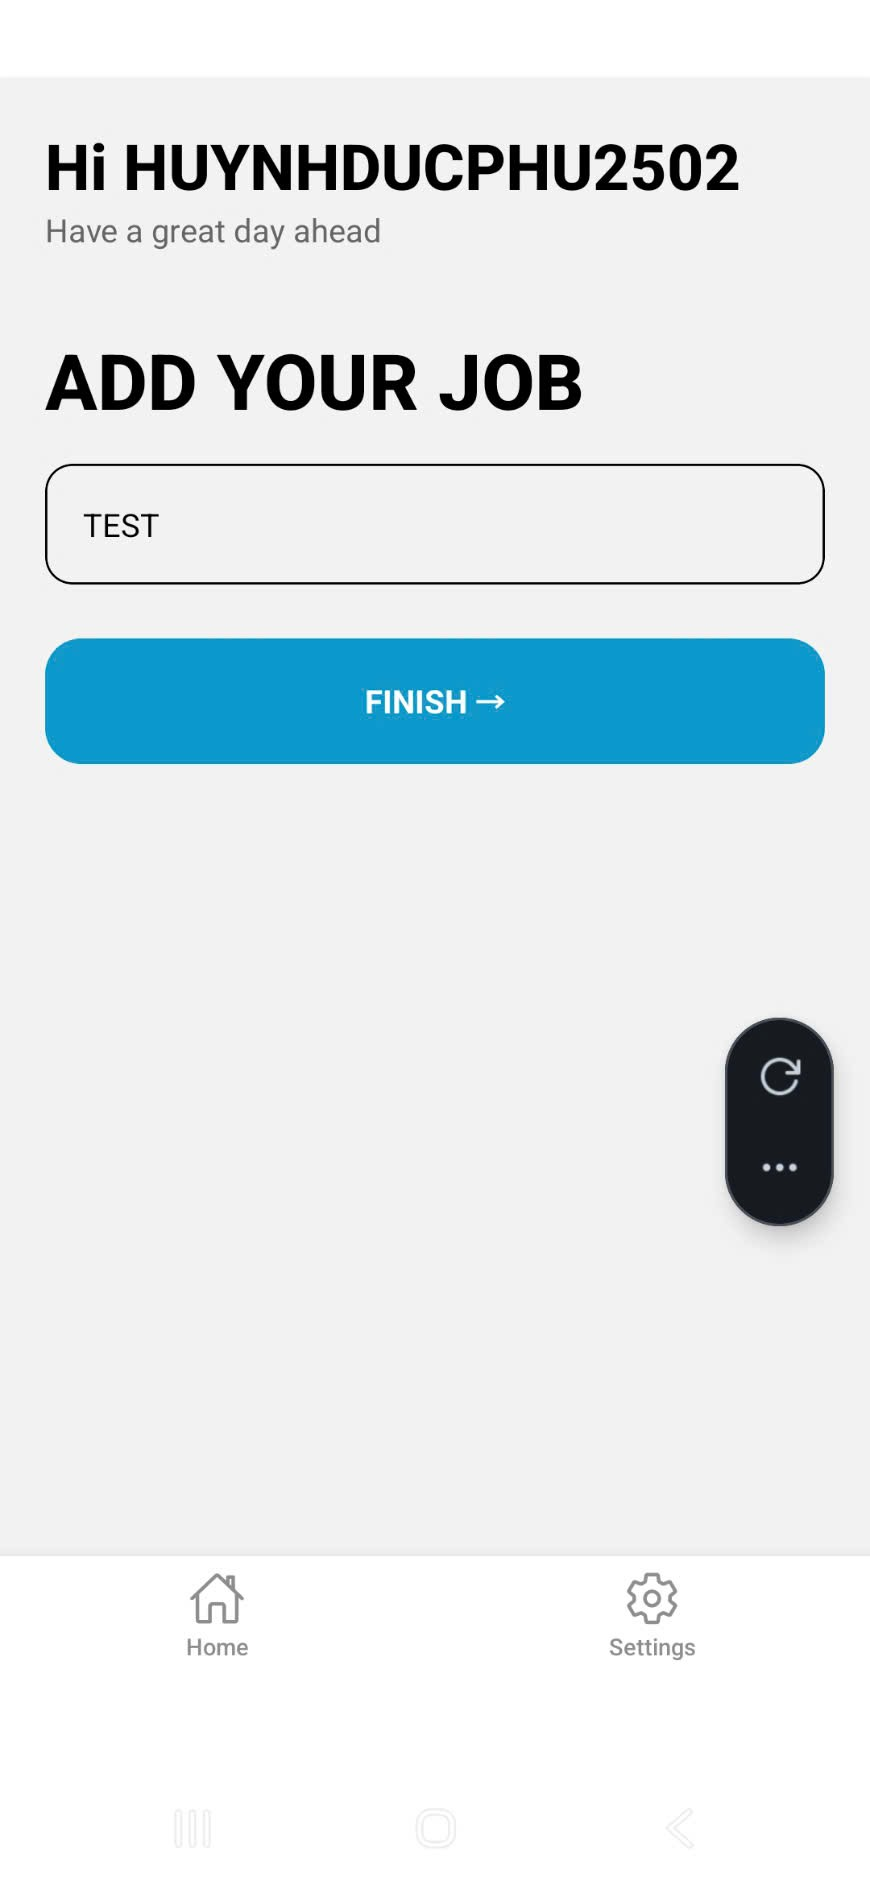 Hi HUYNHDUCPHU2502
Have a great day ahead
ADD YOUR JOB
TEST
FINISH →
Home
Settings